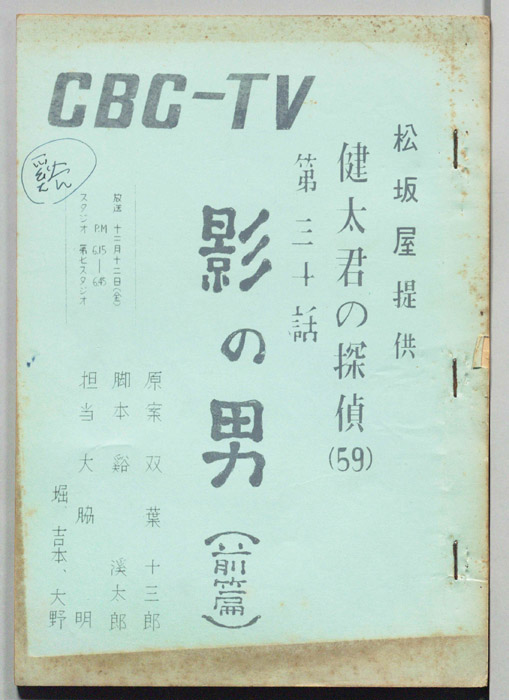 CBC-TV
松坂屋提供
健太君の探偵(59)
第三十話
影の男(前篇)
放送 十二月十二日(金)
P.M 6.15—6.45
スタジオ 第七スタジオ
原案 双葉十三郎
脚本 谿渓太郎
担当 大脇明
堀、吉本、大野